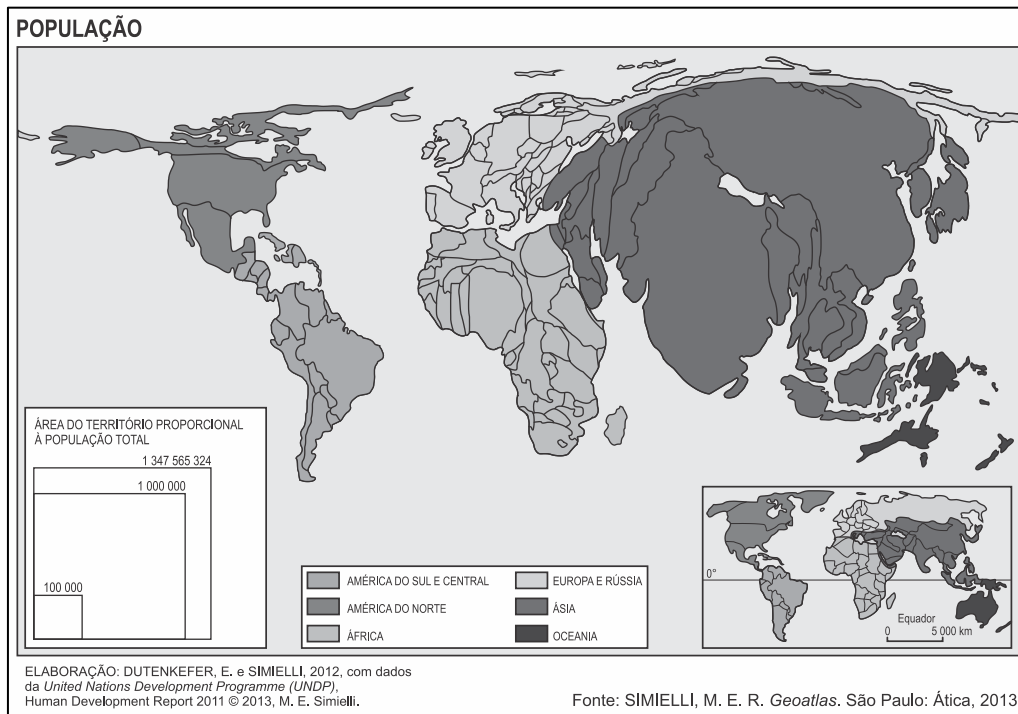 POPULAÇÃO
ÁREA DO TERRITÓRIO PROPORCIONAL
À POPULAÇÃO TOTAL
1 347 565 324
1 000 000
100 000
AMÉRICA DO SUL E CENTRAL
AMÉRICA DO NORTE
ÁFRICA
EUROPA E RÚSSIA
ÁSIA
OCEANIA
0°
Equador
0 5 000 km
ELABORAÇÃO: DUTENKEFER, E. e SIMIELLI, 2012, com dados
da United Nations Development Programme (UNDP),
Human Development Report 2011 © 2013, M. E. Simielli.
Fonte: SIMIELLI, M. E. R. Geoatlas. São Paulo: Ática, 2013